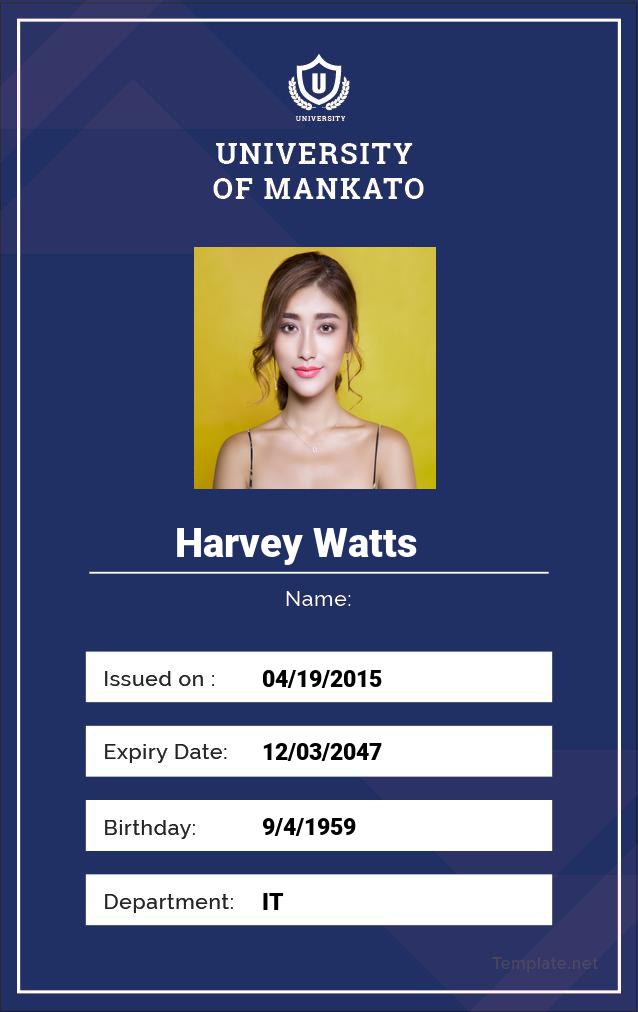 U
UNIVERSITY
UNIVERSITY
OF MANKATO
Harvey Watts
Name:
Issued on : 04/19/2015
Expiry Date: 12/03/2047
Birthday: 9/4/1959
Department: IT
Template.net